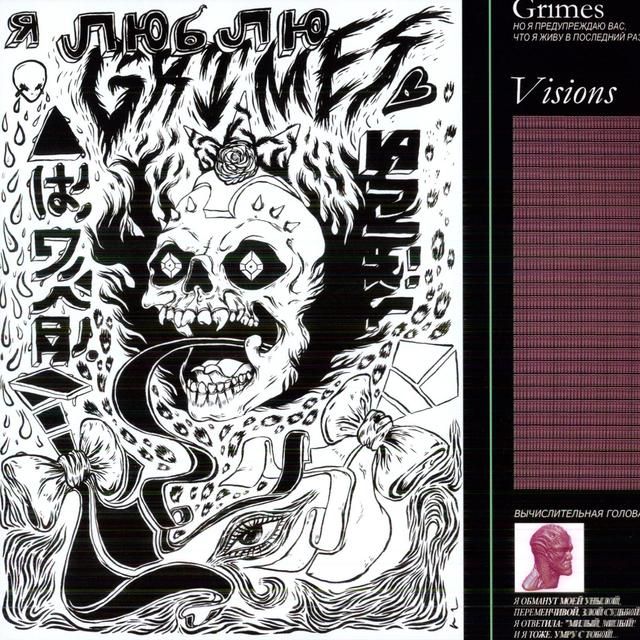 Я ЛЮБЛЮ
GRIMES
Grimes
НО Я ПРЕДУПРЕЖДАЮ ВАС,
ЧТО Я ЖИВУ В ПОСЛЕДНИЙ РАЗ
Visions
ВЫЧИСЛИТЕЛЬНАЯ ГОЛОВА
Я ОБМАНУТ МОЕЙ УНЫЛОЙ,
ПЕРЕМЕНЧИВОЙ, ЗЛОЙ СУДЬБОЙ.
Я ОТВЕТИЛА: "МИЛЫЙ, МИЛЫЙ!
И Я ТОЖЕ. УМРУ С ТОБОЙ...